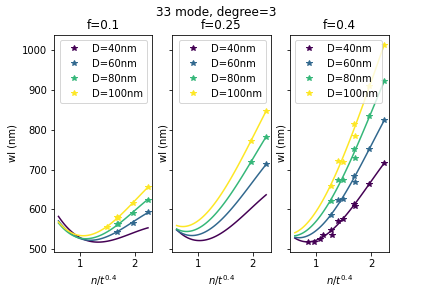 33 mode, degree=3
f=0.1
f=0.25
f=0.4
D=40nm
D=60nm
D=80nm
D=100nm
D=40nm
D=60nm
D=80nm
D=100nm
D=40nm
D=60nm
D=80nm
D=100nm
wl (nm)
wl (nm)
wl (nm)
1000
900
800
700
600
500
1 2
1 2
1 2
n/t^0.4
n/t^0.4
n/t^0.4